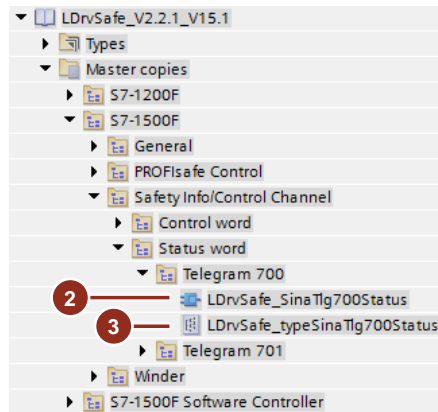 LDrvSafe_V2.2.1_V15.1
Types
Master copies
S7-1200F
S7-1500F
General
PROFIsafe Control
Safety Info/Control Channel
Control word
Status word
Telegram 700
2 LDrvSafe_SinaTlg700Status
3 LDrvSafe_typeSinaTlg700Status
Telegram 701
Winder
S7-1500F Software Controller